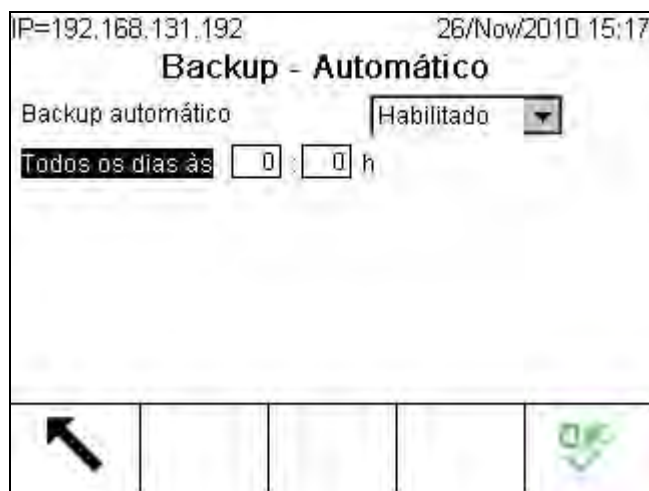 IP=192.168.131.192 26/Nov/2010 15:17
Backup - Automático
Backup automático Habilitado
Todos os dias às 0 : 0 h
OK